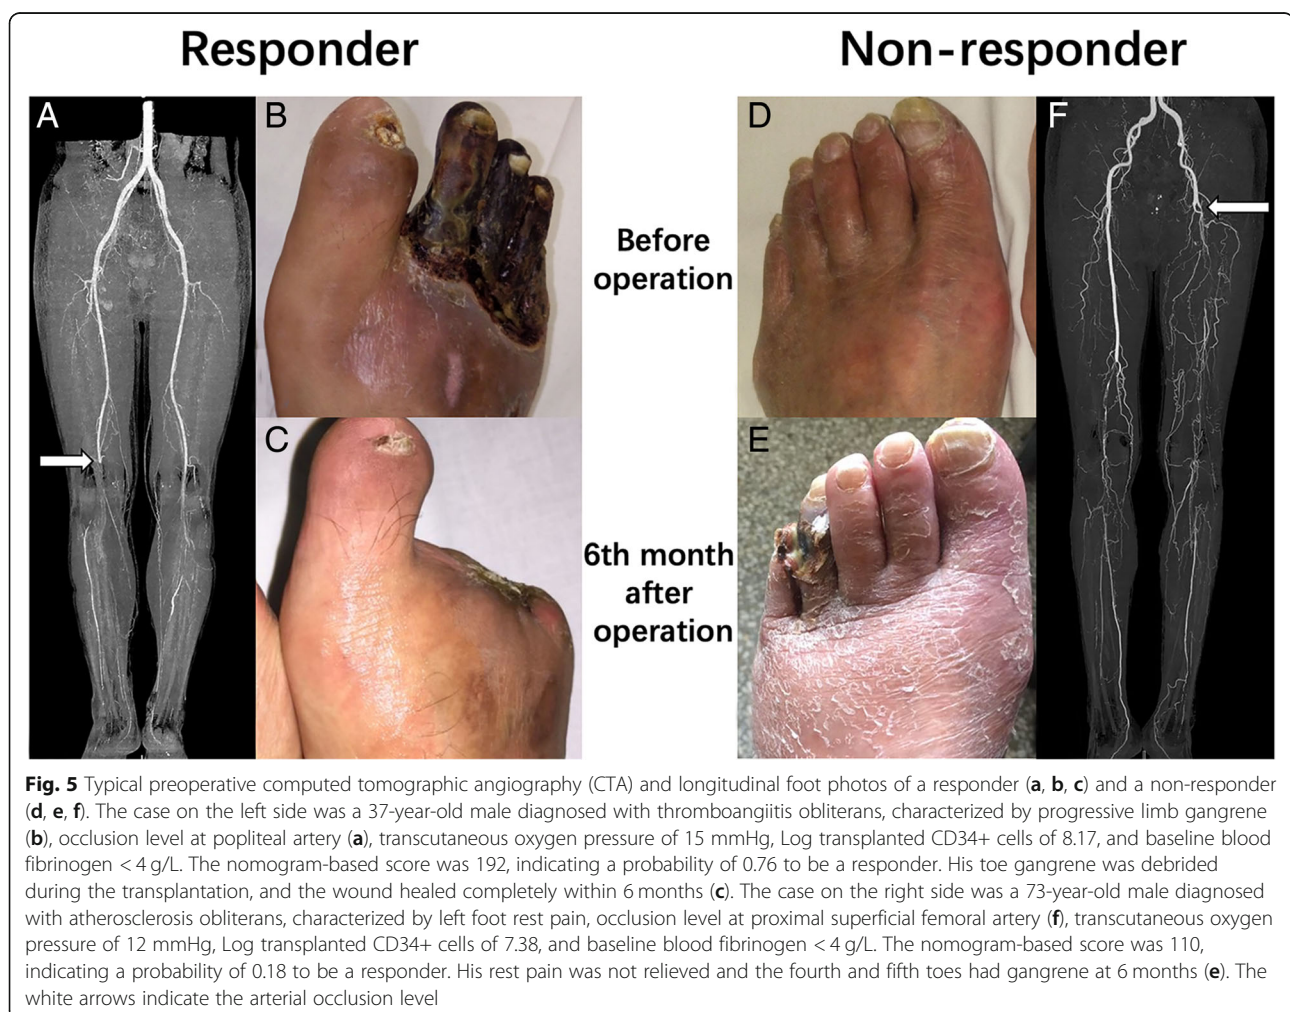 Responder
Non-responder
A
B
D
F
Before
operation
C
E
6th month
after
operation
Fig. 5 Typical preoperative computed tomographic angiography (CTA) and longitudinal foot photos of a responder (a, b, c) and a non-responder
(d, e, f). The case on the left side was a 37-year-old male diagnosed with thromboangiitis obliterans, characterized by progressive limb gangrene
(b), occlusion level at popliteal artery (a), transcutaneous oxygen pressure of 15 mmHg, Log transplanted CD34+ cells of 8.17, and baseline blood
fibrinogen < 4 g/L. The nomogram-based score was 192, indicating a probability of 0.76 to be a responder. His toe gangrene was debrided
during the transplantation, and the wound healed completely within 6 months (c). The case on the right side was a 73-year-old male diagnosed
with atherosclerosis obliterans, characterized by left foot rest pain, occlusion level at proximal superficial femoral artery (f), transcutaneous oxygen
pressure of 12 mmHg, Log transplanted CD34+ cells of 7.38, and baseline blood fibrinogen < 4 g/L. The nomogram-based score was 110,
indicating a probability of 0.18 to be a responder. His rest pain was not relieved and the fourth and fifth toes had gangrene at 6 months (e). The
white arrows indicate the arterial occlusion level